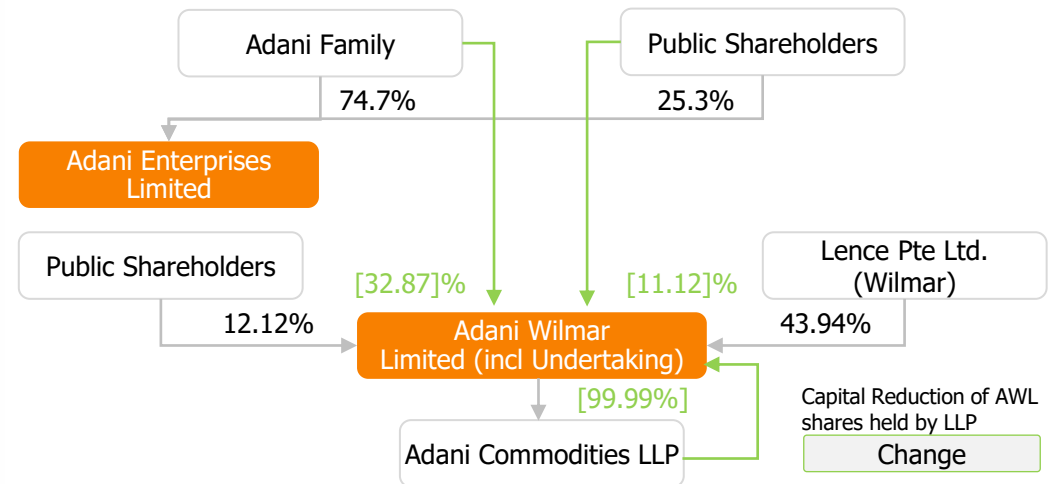 Adani Family
Public Shareholders
74.7%
25.3%
Adani Enterprises
Limited
Public Shareholders
Lence Pte Ltd.
(Wilmar)
[32.87]%
[11.12]%
12.12%
43.94%
Adani Wilmar
Limited (incl Undertaking)
[99.99%]
Capital Reduction of AWL
shares held by LLP
Adani Commodities LLP
Change